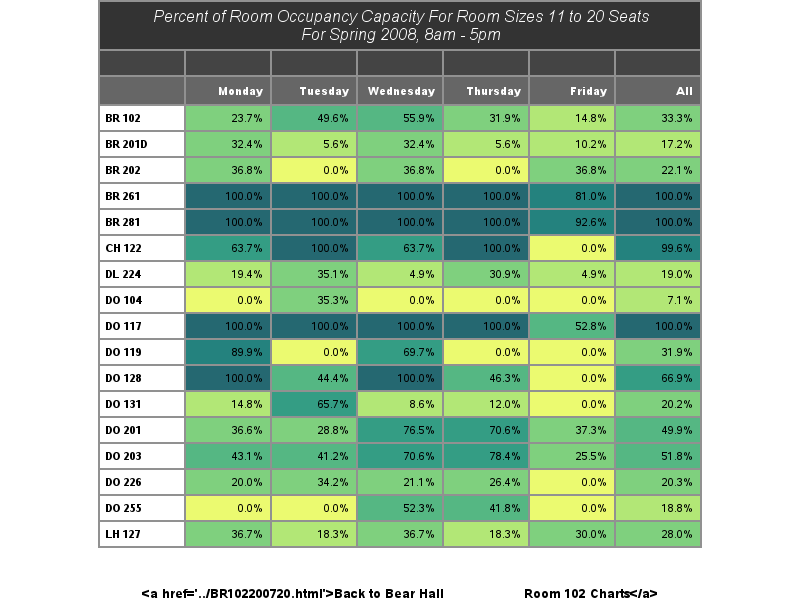 Percent of Room Occupancy Capacity For Room Sizes 11 to 20 Seats
For Spring 2008, 8am - 5pm
Monday Tuesday Wednesday Thursday Friday All
BR 102 23.7% 49.6% 55.9% 31.9% 14.8% 33.3%
BR 201D 32.4% 5.6% 32.4% 5.6% 10.2% 17.2%
BR 202 36.8% 0.0% 36.8% 0.0% 36.8% 22.1%
BR 261 100.0% 100.0% 100.0% 100.0% 81.0% 100.0%
BR 281 100.0% 100.0% 100.0% 100.0% 92.6% 100.0%
CH 122 63.7% 100.0% 63.7% 100.0% 0.0% 99.6%
DL 224 19.4% 35.1% 4.9% 30.9% 4.9% 19.0%
DO 104 0.0% 35.3% 0.0% 0.0% 0.0% 7.1%
DO 117 100.0% 100.0% 100.0% 100.0% 52.8% 100.0%
DO 119 89.9% 0.0% 69.7% 0.0% 0.0% 31.9%
DO 128 100.0% 44.4% 100.0% 46.3% 0.0% 66.9%
DO 131 14.8% 65.7% 8.6% 12.0% 0.0% 20.2%
DO 201 36.6% 28.8% 76.5% 70.6% 37.3% 49.9%
DO 203 43.1% 41.2% 70.6% 78.4% 25.5% 51.8%
DO 226 20.0% 34.2% 21.1% 26.4% 0.0% 20.3%
DO 255 0.0% 0.0% 52.3% 41.8% 0.0% 18.8%
LH 127 36.7% 18.3% 36.7% 18.3% 30.0% 28.0%
<a href='../BR102200720.html'>Back to Bear Hall Room 102 Charts</a>